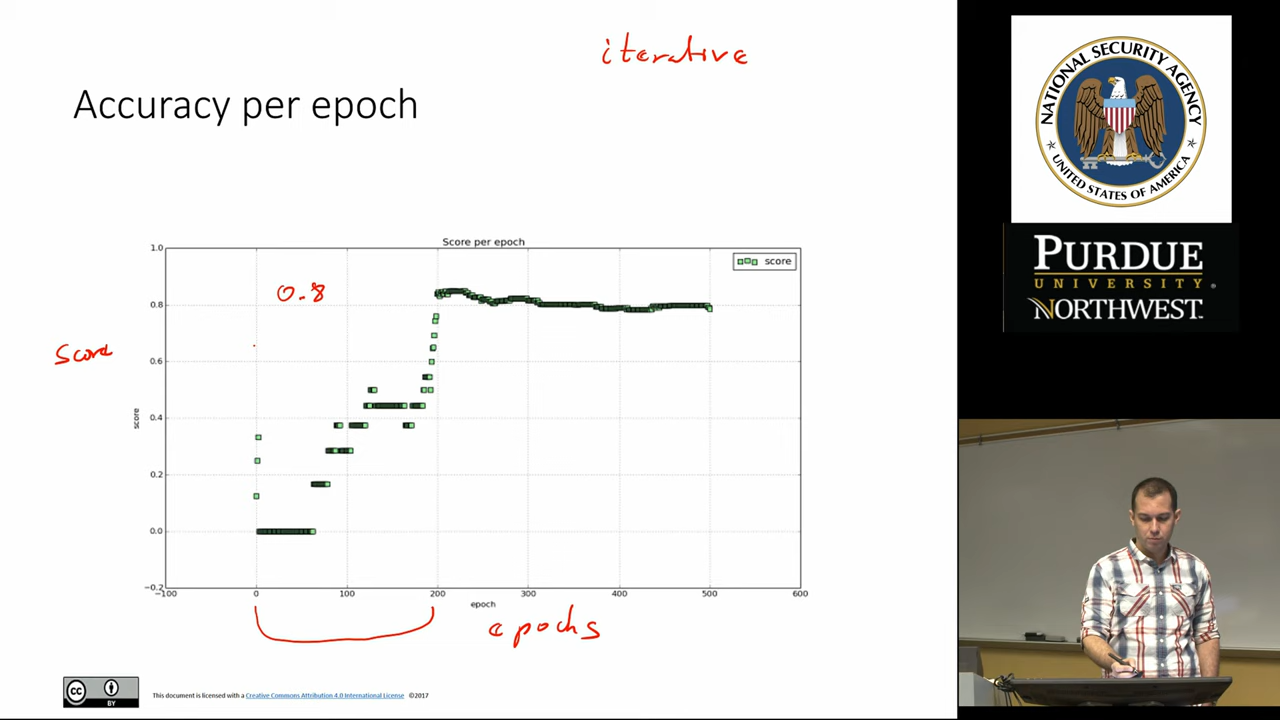 iterative
Accuracy per epoch
Score per epoch
score
1.0
0.8
0.6
0.4
0.2
0.0
−0.2
0.8
Score
score
−100
0
100
200
300
400
500
600
epoch
epochs
cc
BY
This document is licensed with a Creative Commons Attribution 4.0 International License ©2017
NATIONAL SECURITY AGENCY
UNITED STATES OF AMERICA
PURDUE
UNIVERSITY
NORTHWEST